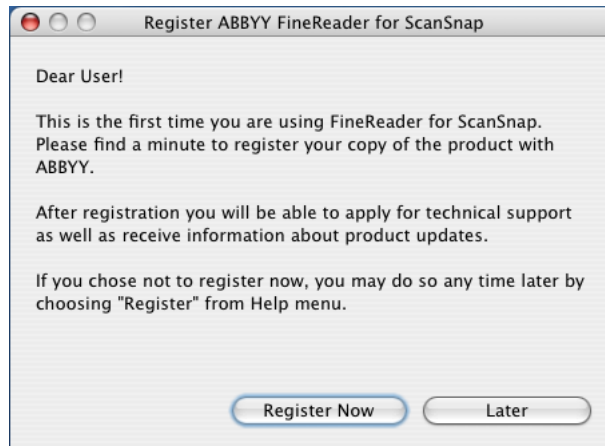 Register ABBYY FineReader for ScanSnap
Dear User!
This is the first time you are using FineReader for ScanSnap.
Please find a minute to register your copy of the product with
ABBYY.
After registration you will be able to apply for technical support
as well as receive information about product updates.
If you chose not to register now, you may do so any time later by
choosing "Register" from Help menu.
Register Now
Later